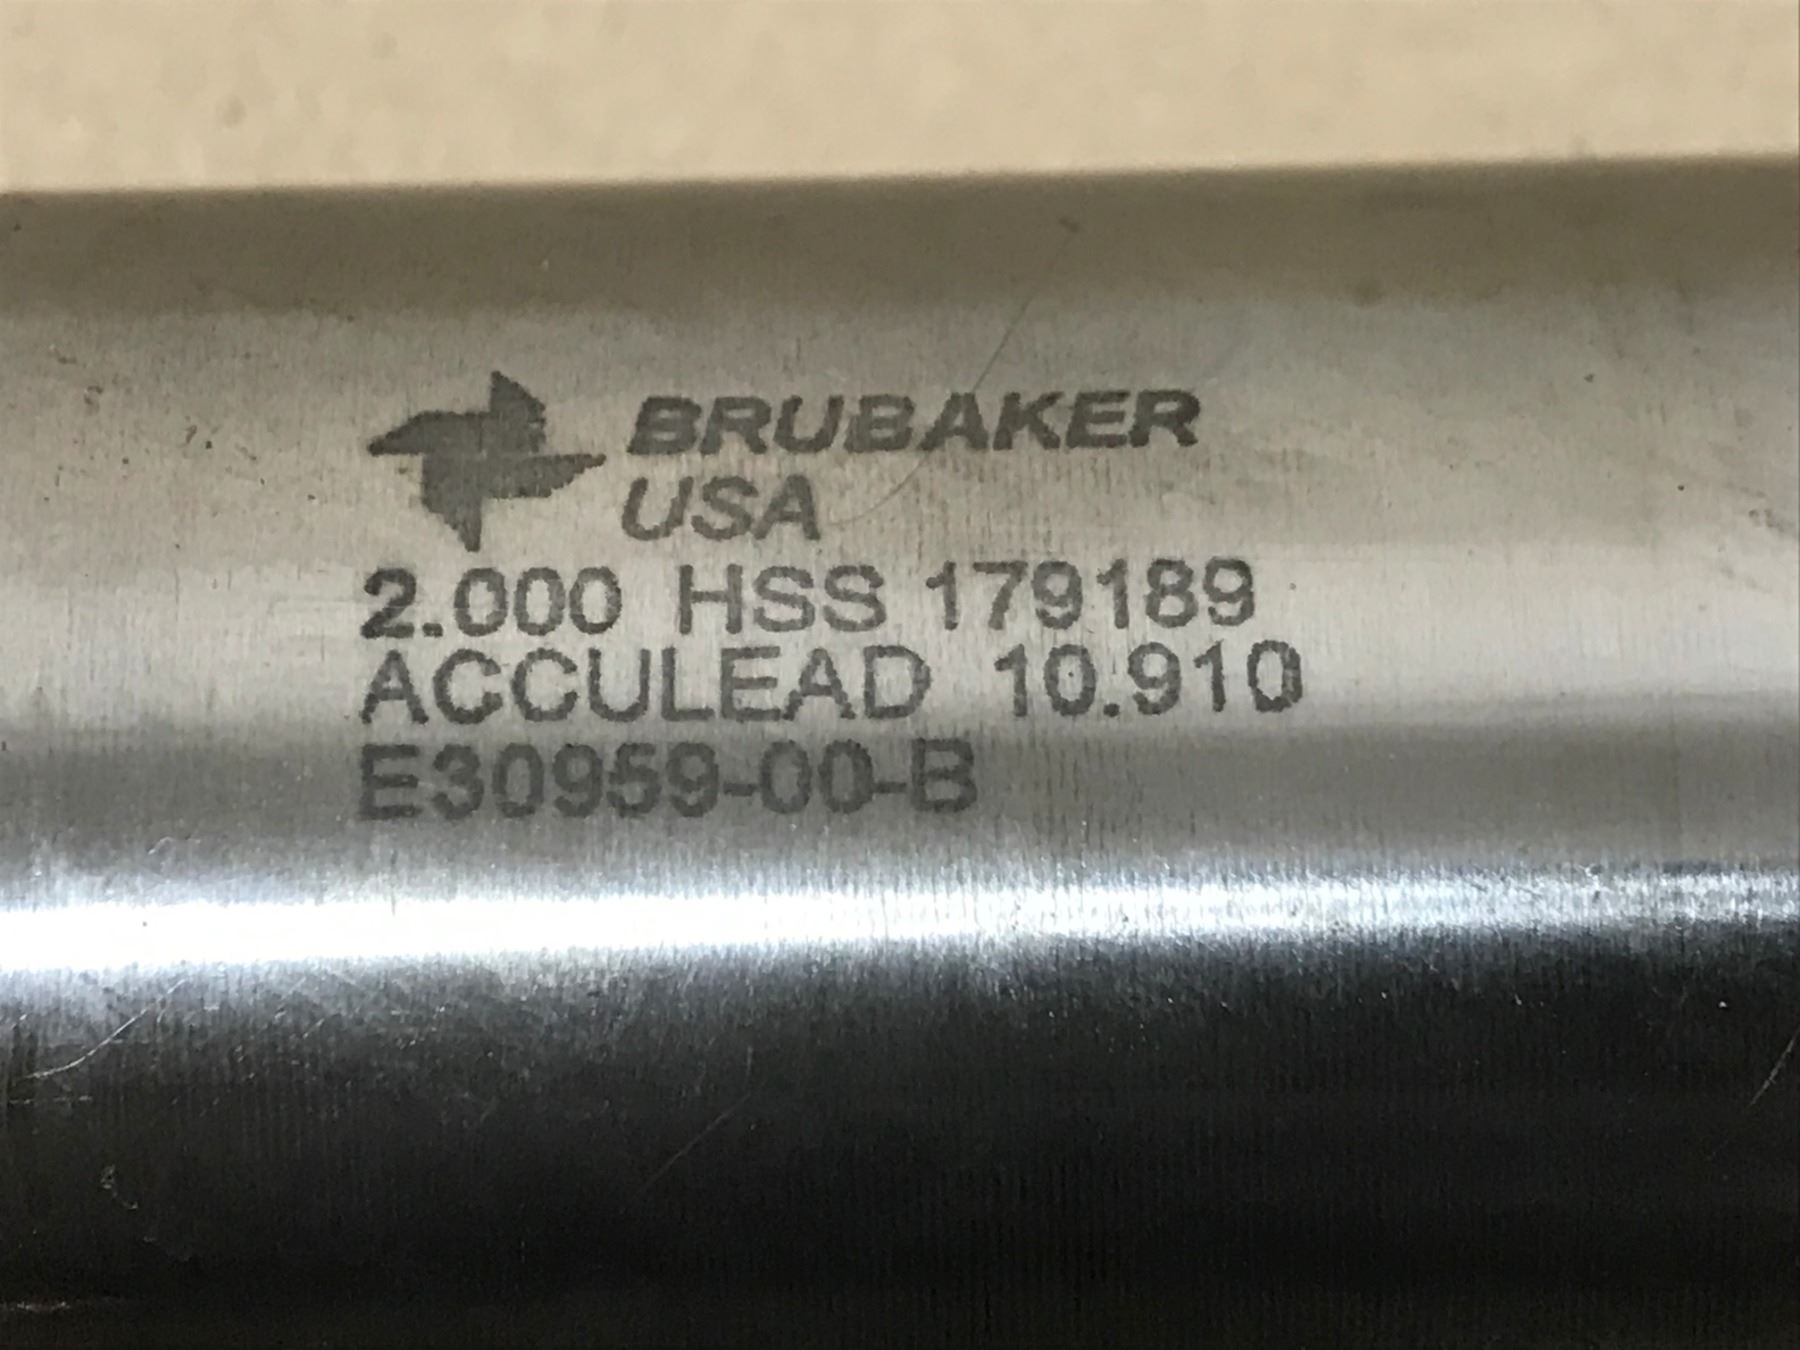 BRUBAKER
USA
2.000 HSS 179189
ACCULEAD 10.910
E30959-00-B